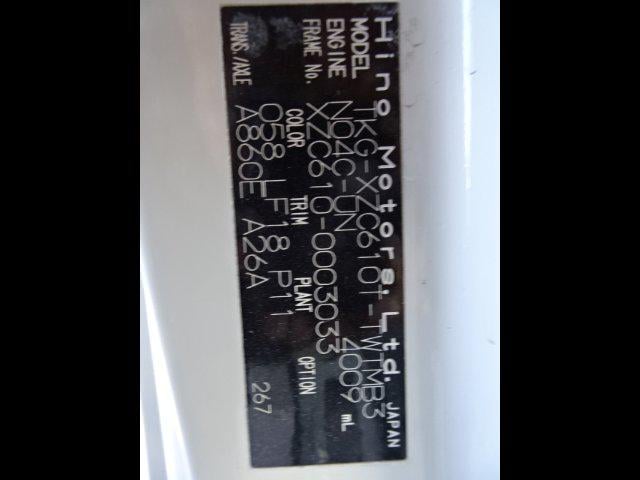 Hino Motors, Ltd. JAPAN
MODEL TKG-XZC610T-TWTMB3
ENGINE N04C-UN 4009 mL
FRAME No. XZC610-0003033
COLOR TRIM PLANT OPTION
058 LF18 P11
TRANS./AXLE A860E A26A 267